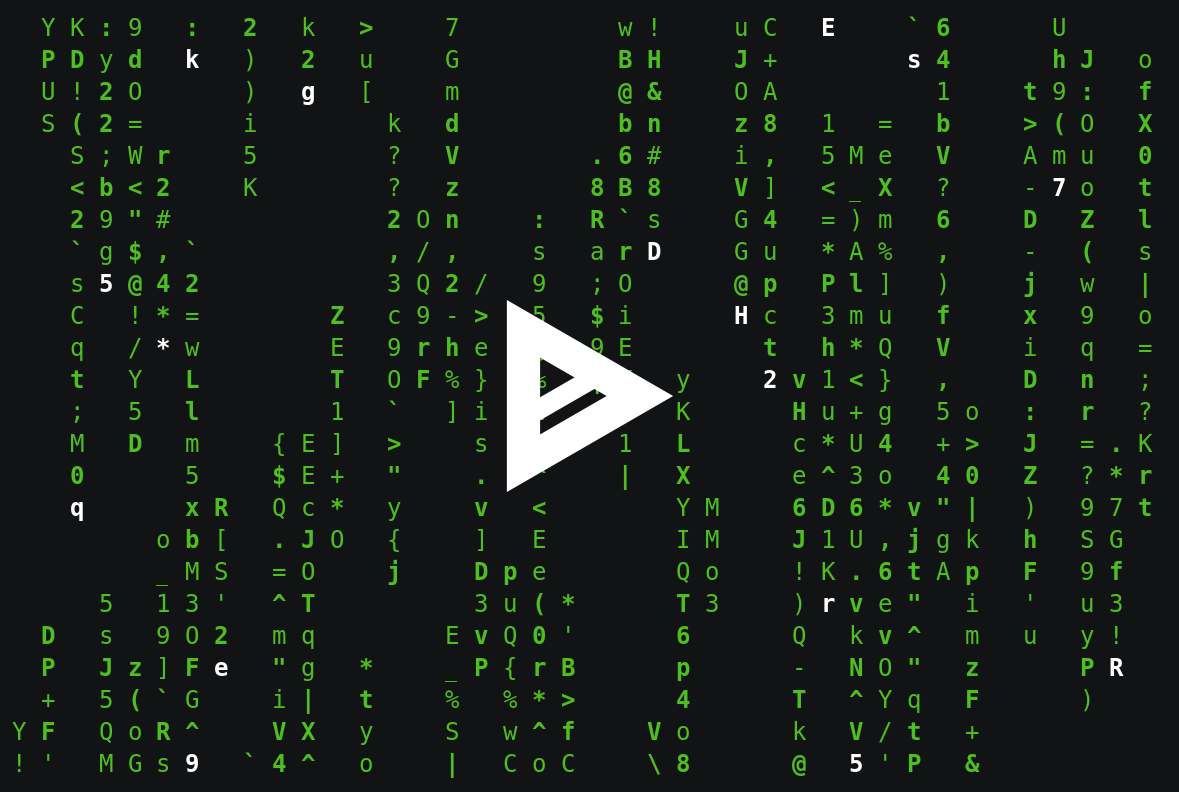 Y K : 9 : 2 k > 7 w ! u C E ` 6 U
P D y d k ) 2 u G B H J + s 4 h J o
U ! 2 O ) g [ m @ & O A 1 t 9 : f
S ( 2 = i k d b n z 8 1 = b > ( O X
S ; W r 5 ? V . 6 # i , 5 M e V A m u 0
< b < 2 K ? z 8 B 8 V ] < _ X ? - 7 o t
2 9 " # 2 O n : R ` s G 4 = ) m 6 D Z l
` g $ , ` , / , s a r D G u * A % , - ( s
s 5 @ 4 2 3 Q 2 / 9 ; O @ p P l ] ) j w |
C ! * = Z c 9 - > 5 $ i H c 3 m u f x 9 o
q / * w E 9 r h e 9 E t h * Q V i q =
t Y L T O F % } % y 2 v 1 < } , D n ;
; 5 l 1 ` ] i K H u + g 5 o : r ?
M D m { E ] > s 1 L c * U 4 + > J = . K
0 5 $ E + " . | X e ^ 3 o 4 0 Z ? * r
q x R Q c * y v < Y M 6 D 6 * v " | ) 9 7 t
o b [ . J O { ] E I M J 1 U , j g k h S G
_ M S = O j D p e Q o ! K . 6 t A p F 9 f
5 1 3 ' ^ T 3 u ( * T 3 ) r v e " i ' u 3
D s 9 O 2 m q E v Q 0 ' 6 Q k v ^ m u y !
P J z ] F e " g * _ P { r B p - N O " z P R
+ 5 ( ` G i | t % % * > 4 T ^ Y q F )
Y F Q o R ^ V X y S w ^ f V o k V / t +
! ' M G s 9 ` 4 ^ o | C o C \ 8 @ 5 ' P &